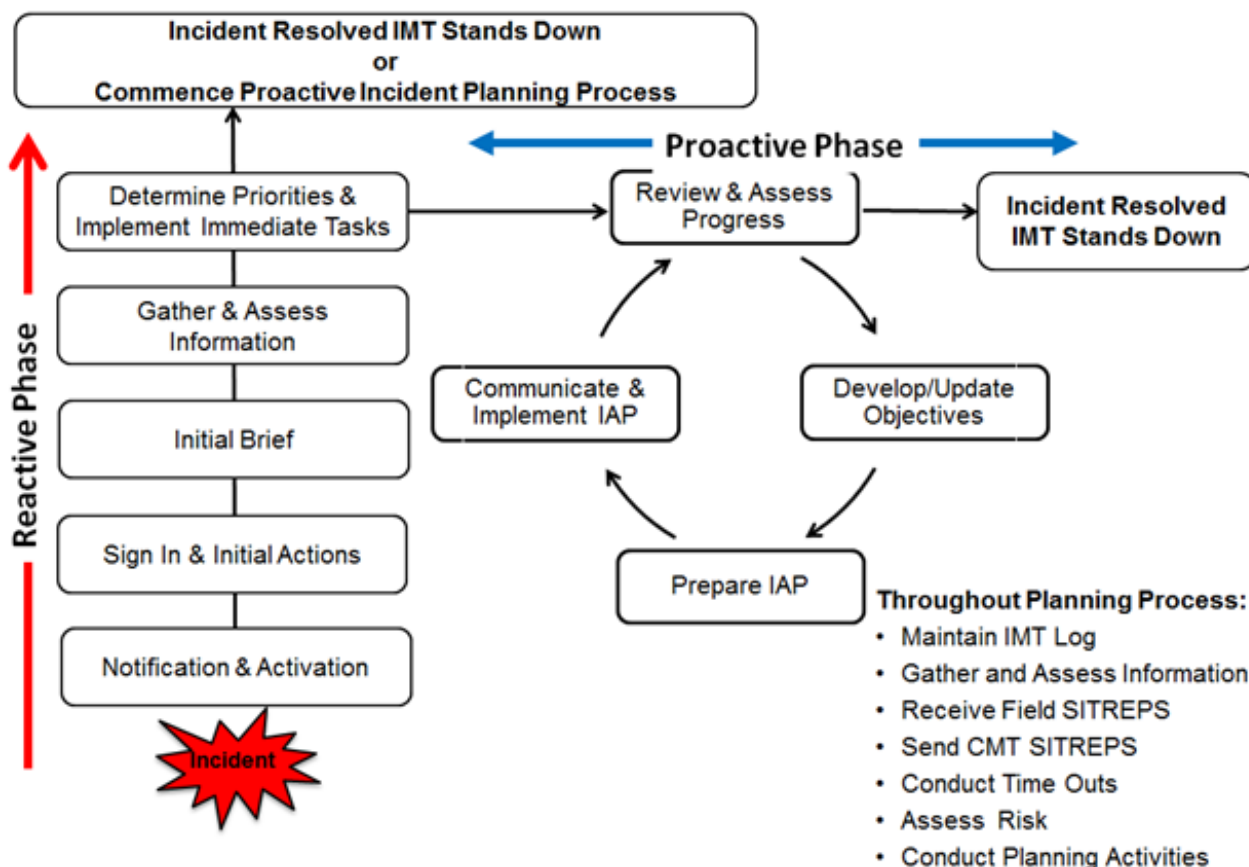 Incident Resolved IMT Stands Down
or
Commence Proactive Incident Planning Process
Reactive Phase
Determine Priorities &
Implement Immediate Tasks
Gather & Assess
Information
Initial Brief
Sign In & Initial Actions
Notification & Activation
Incident
Proactive Phase
Review & Assess
Progress
Incident Resolved
IMT Stands Down
Communicate &
Implement IAP
Develop/Update
Objectives
Prepare IAP
Throughout Planning Process:
• Maintain IMT Log
• Gather and Assess Information
• Receive Field SITREPS
• Send CMT SITREPS
• Conduct Time Outs
• Assess Risk
• Conduct Planning Activities